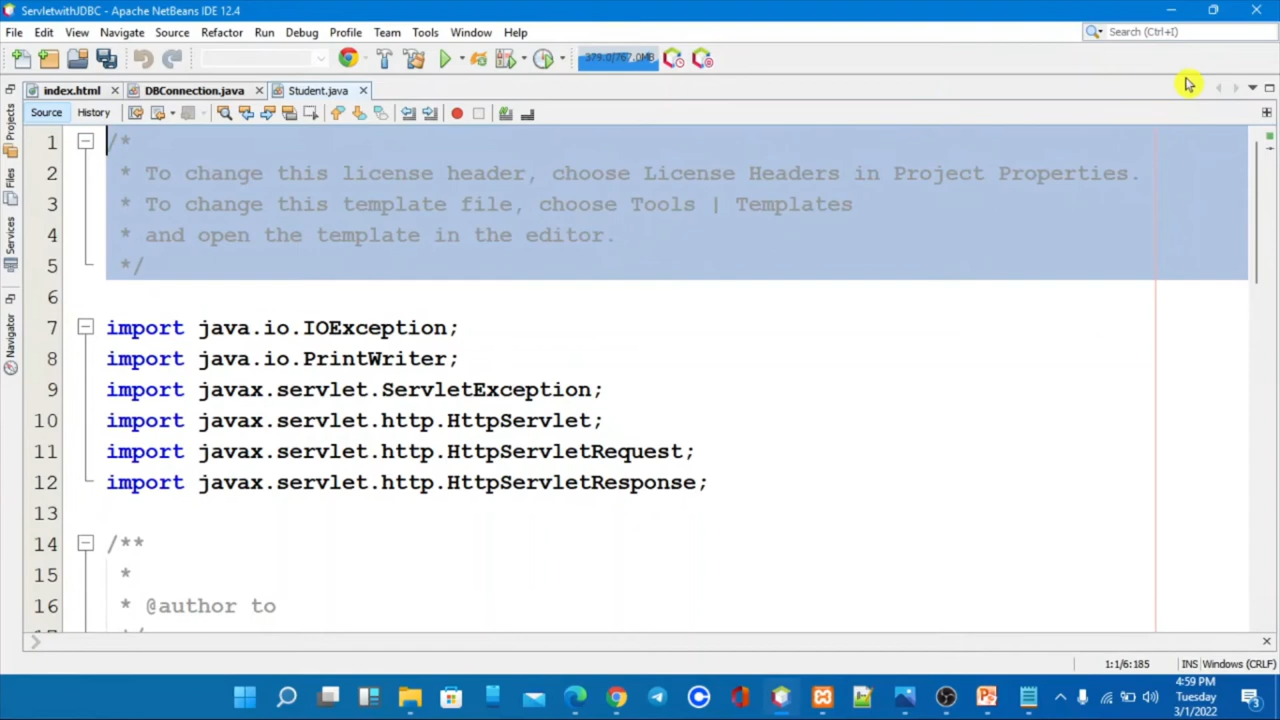 ServletwithJDBC - Apache NetBeans IDE 12.4
File Edit View Navigate Source Refactor Run Debug Profile Team Tools Window Help
Search (Ctrl+I)
index.html DBConnection.java Student.java
Source History
Projects
Files
Services
Navigator
1 /*
2 * To change this license header, choose License Headers in Project Properties.
3 * To change this template file, choose Tools | Templates
4 * and open the template in the editor.
5 */
6
7 import java.io.IOException;
8 import java.io.PrintWriter;
9 import javax.servlet.ServletException;
10 import javax.servlet.http.HttpServlet;
11 import javax.servlet.http.HttpServletRequest;
12 import javax.servlet.http.HttpServletResponse;
13
14 /**
15 *
16 * @author to
1:1/6:185 INS Windows (CRLF)
4:59 PM
Tuesday
3/1/2022
3